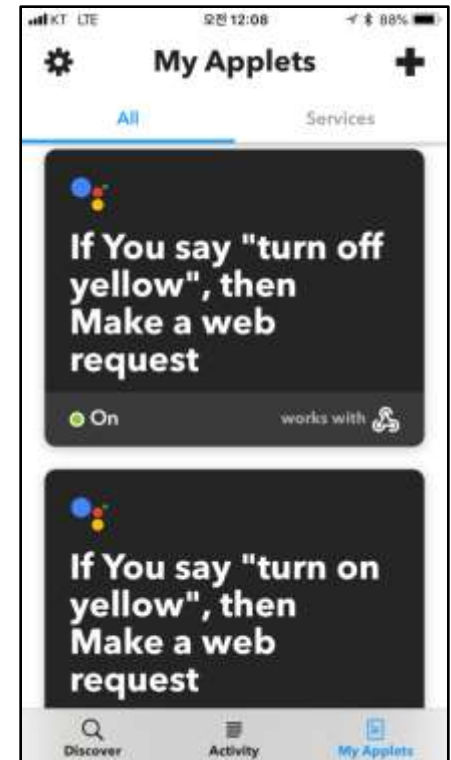 KT LTE 오전 12:08 88%
My Applets
All Services
If You say "turn off
yellow", then
Make a web
request
On works with
If You say "turn on
yellow", then
Make a web
request
Discover Activity My Applets